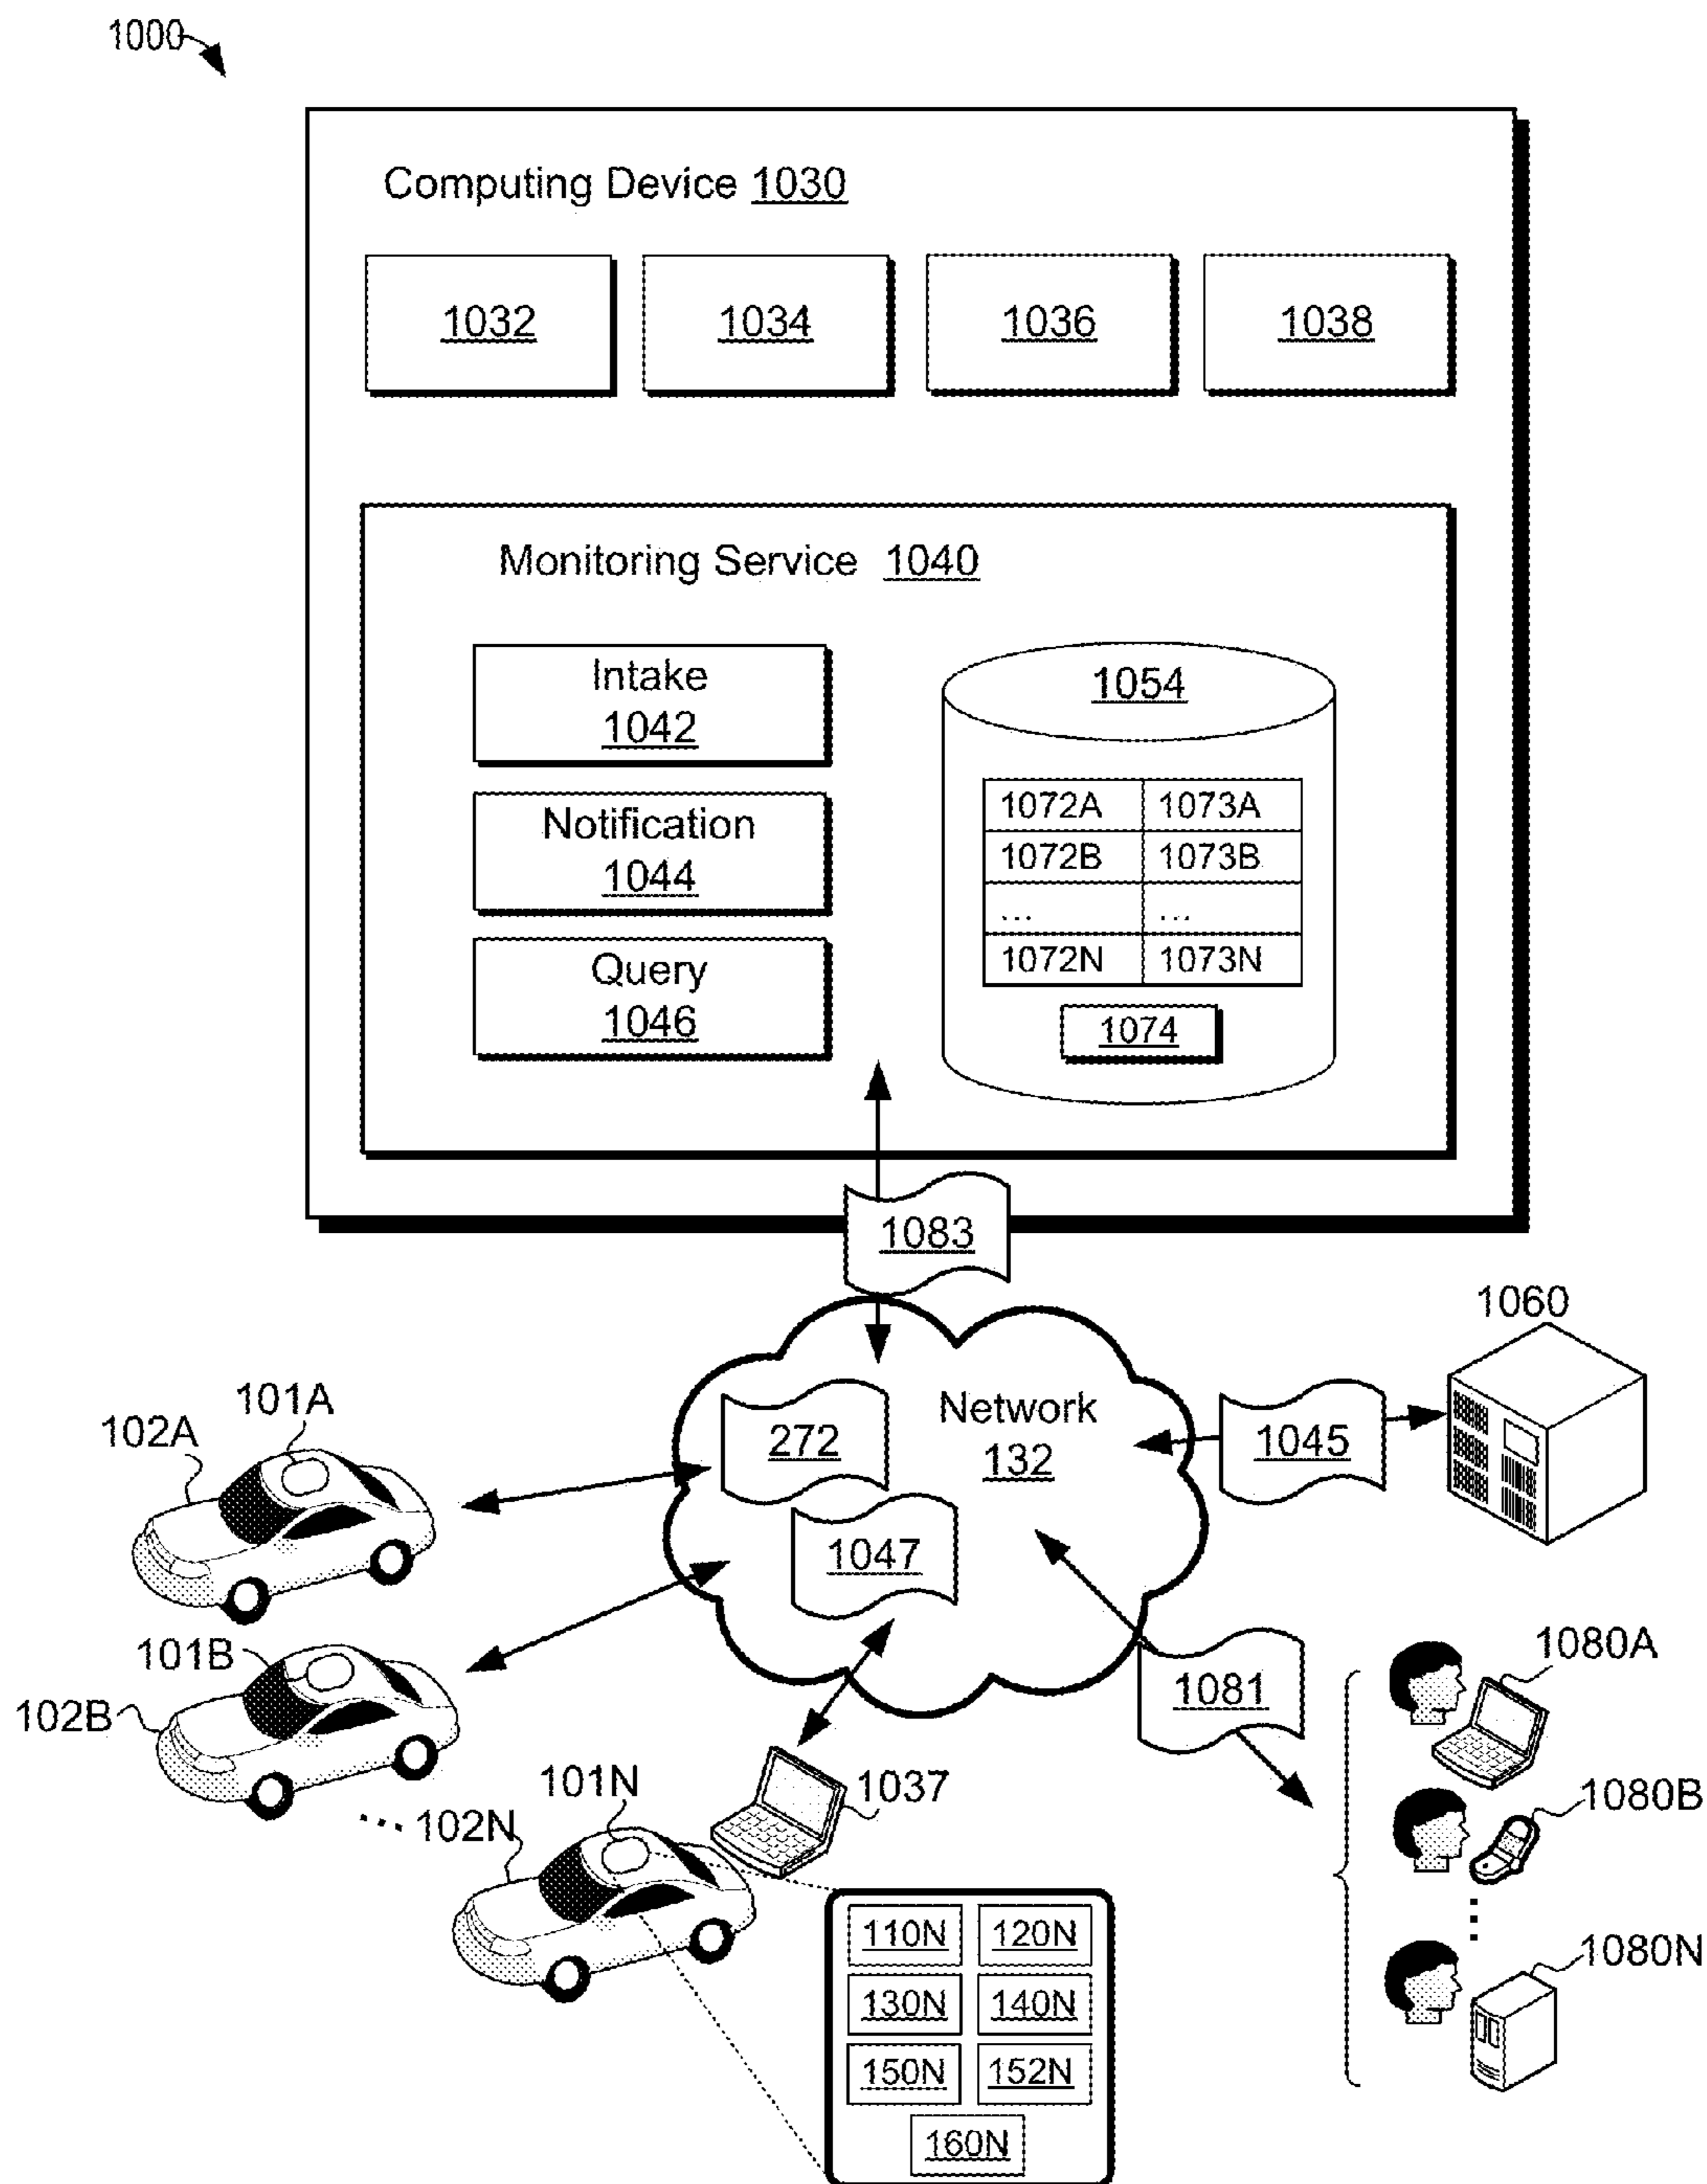 1000
Computing Device 1030
1032 1034 1036 1038
Monitoring Service 1040
Intake
1042
Notification
1044
Query
1046
1054
1072A 1073A
1072B 1073B
... ...
1072N 1073N
1074
1083
1060
Network
132
272
1045
1047
101A
102A
101B
102B
1081
1080A
1080B
1080N
... 102N
101N
1037
110N 120N
130N 140N
150N 152N
160N